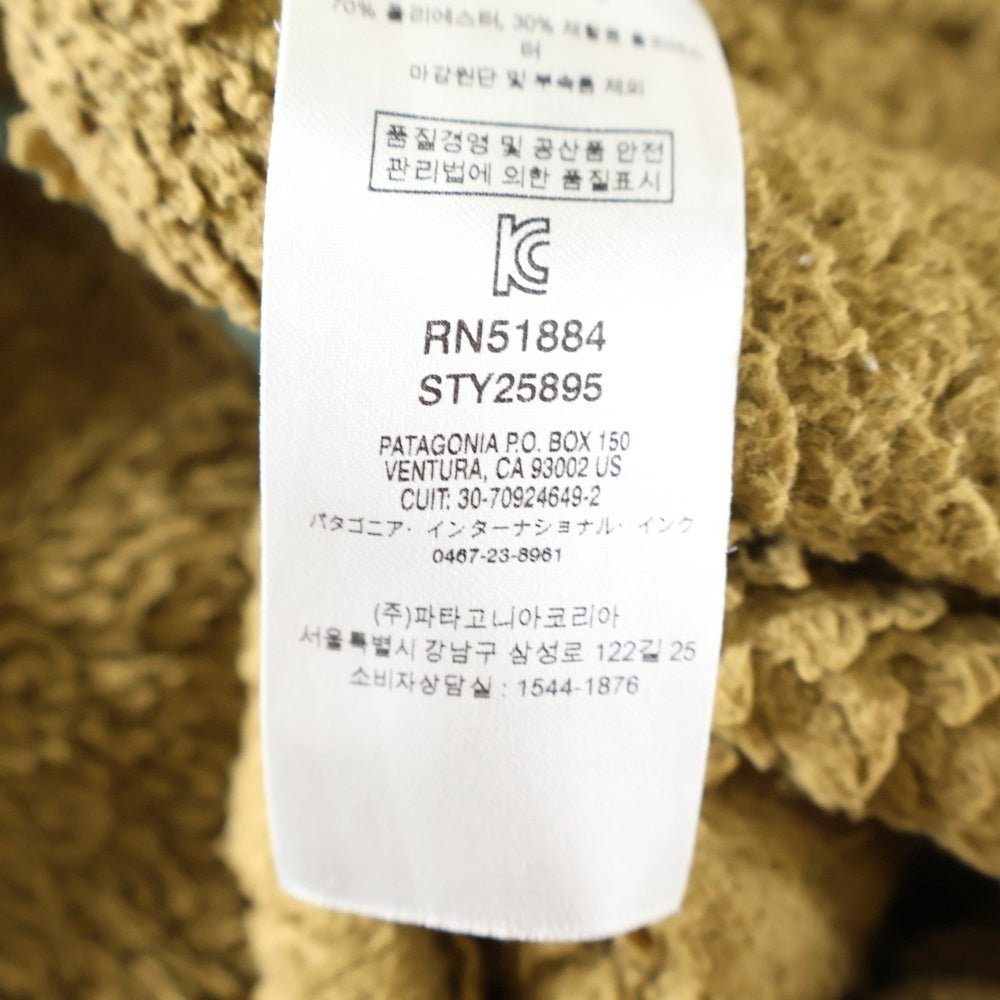 70% 폴리에스터, 30% 재활용 폴리에스
터
마감원단 및 부속품 제외
품질경영 및 공산품 안전
관리법에 의한 품질표시
RN51884
STY25895
PATAGONIA P.O. BOX 150
VENTURA, CA 93002 US
CUIT: 30-70924649-2
パタゴニア・インターナショナル・インク
0467-23-8961
(주)파타고니아코리아
서울특별시 강남구 삼성로 122길 25
소비자상담실 : 1544-1876